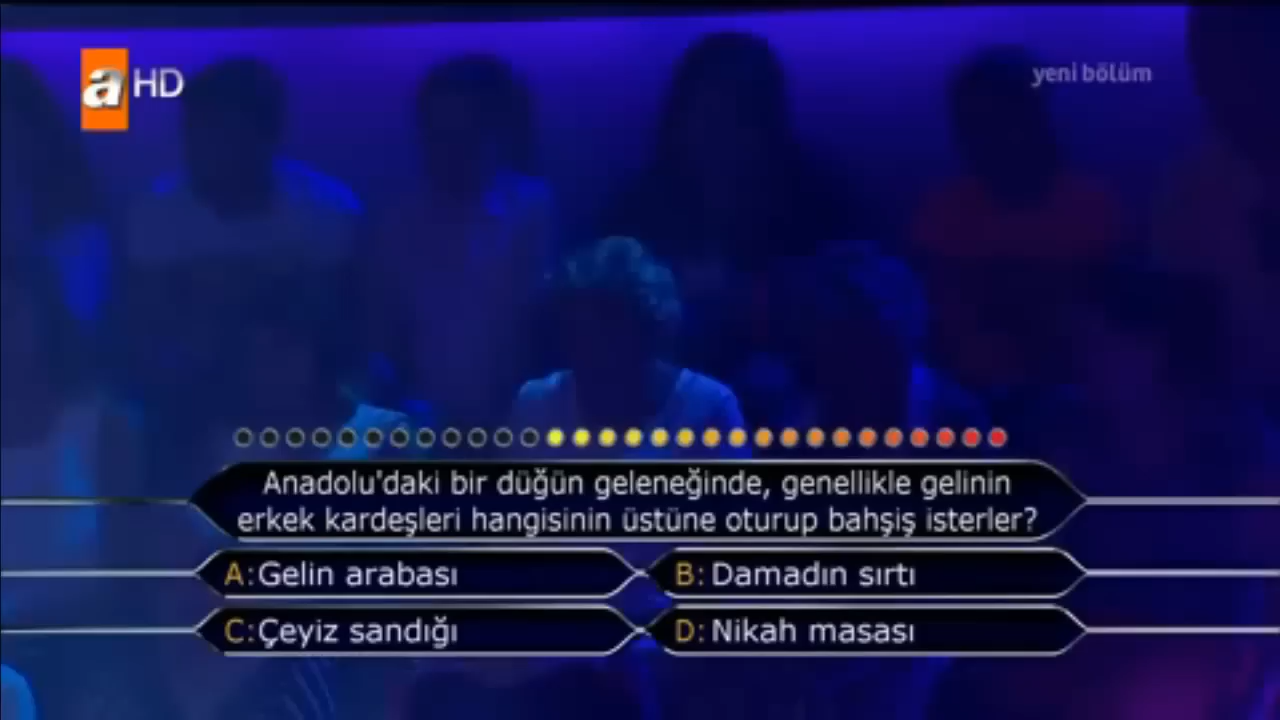 a HD
yeni bölüm
Anadolu'daki bir düğün geleneğinde, genellikle gelinin
erkek kardeşleri hangisinin üstüne oturup bahşiş isterler?
A: Gelin arabası
B: Damadın sırtı
C: Çeyiz sandığı
D: Nikah masası